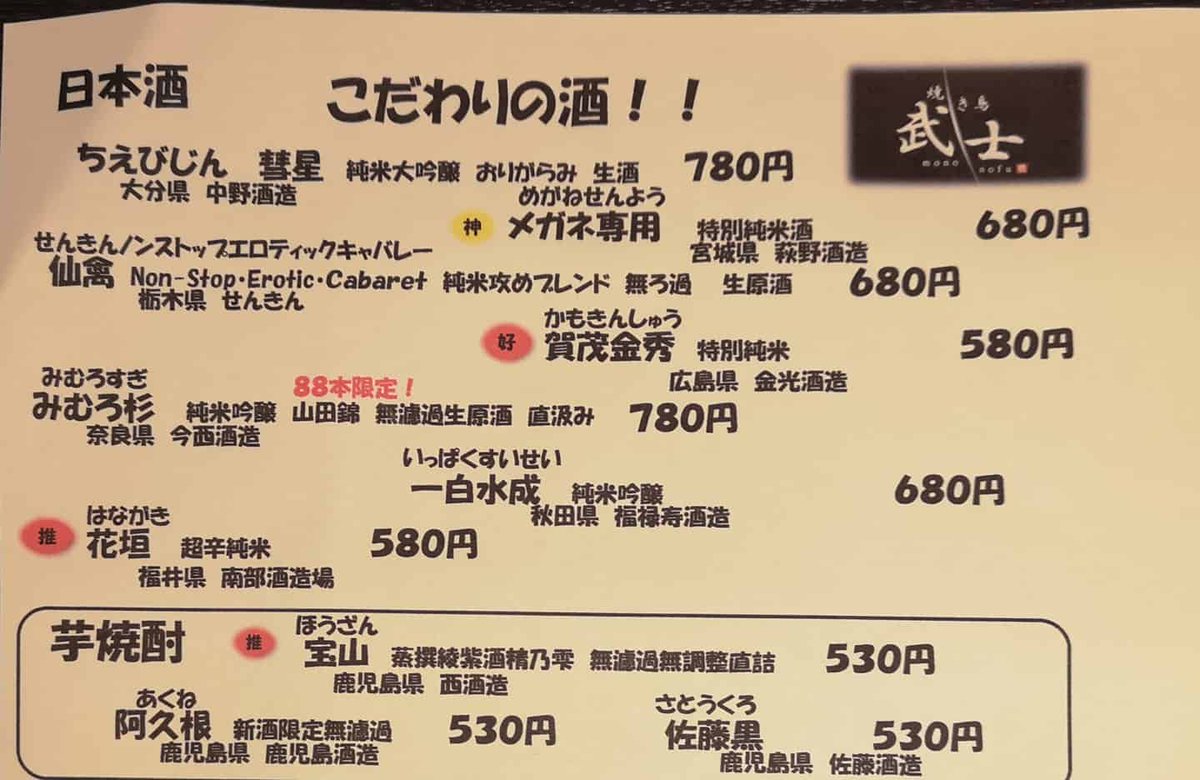 日本酒 こだわりの酒！！
焼き鳥
武士
mono nofu
ちえびじん 彗星 純米大吟醸 おりがらみ 生酒 780円
大分県 中野酒造
めがねせんよう
神 メガネ専用 特別純米酒 680円
宮城県 萩野酒造
せんきんノンストップエロティックキャバレー
仙禽 Non-Stop・Erotic・Cabaret 純米攻めブレンド 無ろ過 生原酒 680円
栃木県 せんきん
かもきんしゅう
好 賀茂金秀 特別純米 580円
広島県 金光酒造
みむろすぎ 88本限定！
みむろ杉 純米吟醸 山田錦 無濾過生原酒 直汲み 780円
奈良県 今西酒造
いっぱくすいせい
一白水成 純米吟醸 680円
秋田県 福禄寿酒造
はながき
推 花垣 超辛純米 580円
福井県 南部酒造場
芋焼酎
ほうざん
推 宝山 蒸撰綾紫酒精乃雫 無濾過無調整直詰 530円
鹿児島県 西酒造
あくね
阿久根 新酒限定無濾過 530円
鹿児島県 鹿児島酒造
さとうくろ
佐藤黒 530円
鹿児島県 佐藤酒造